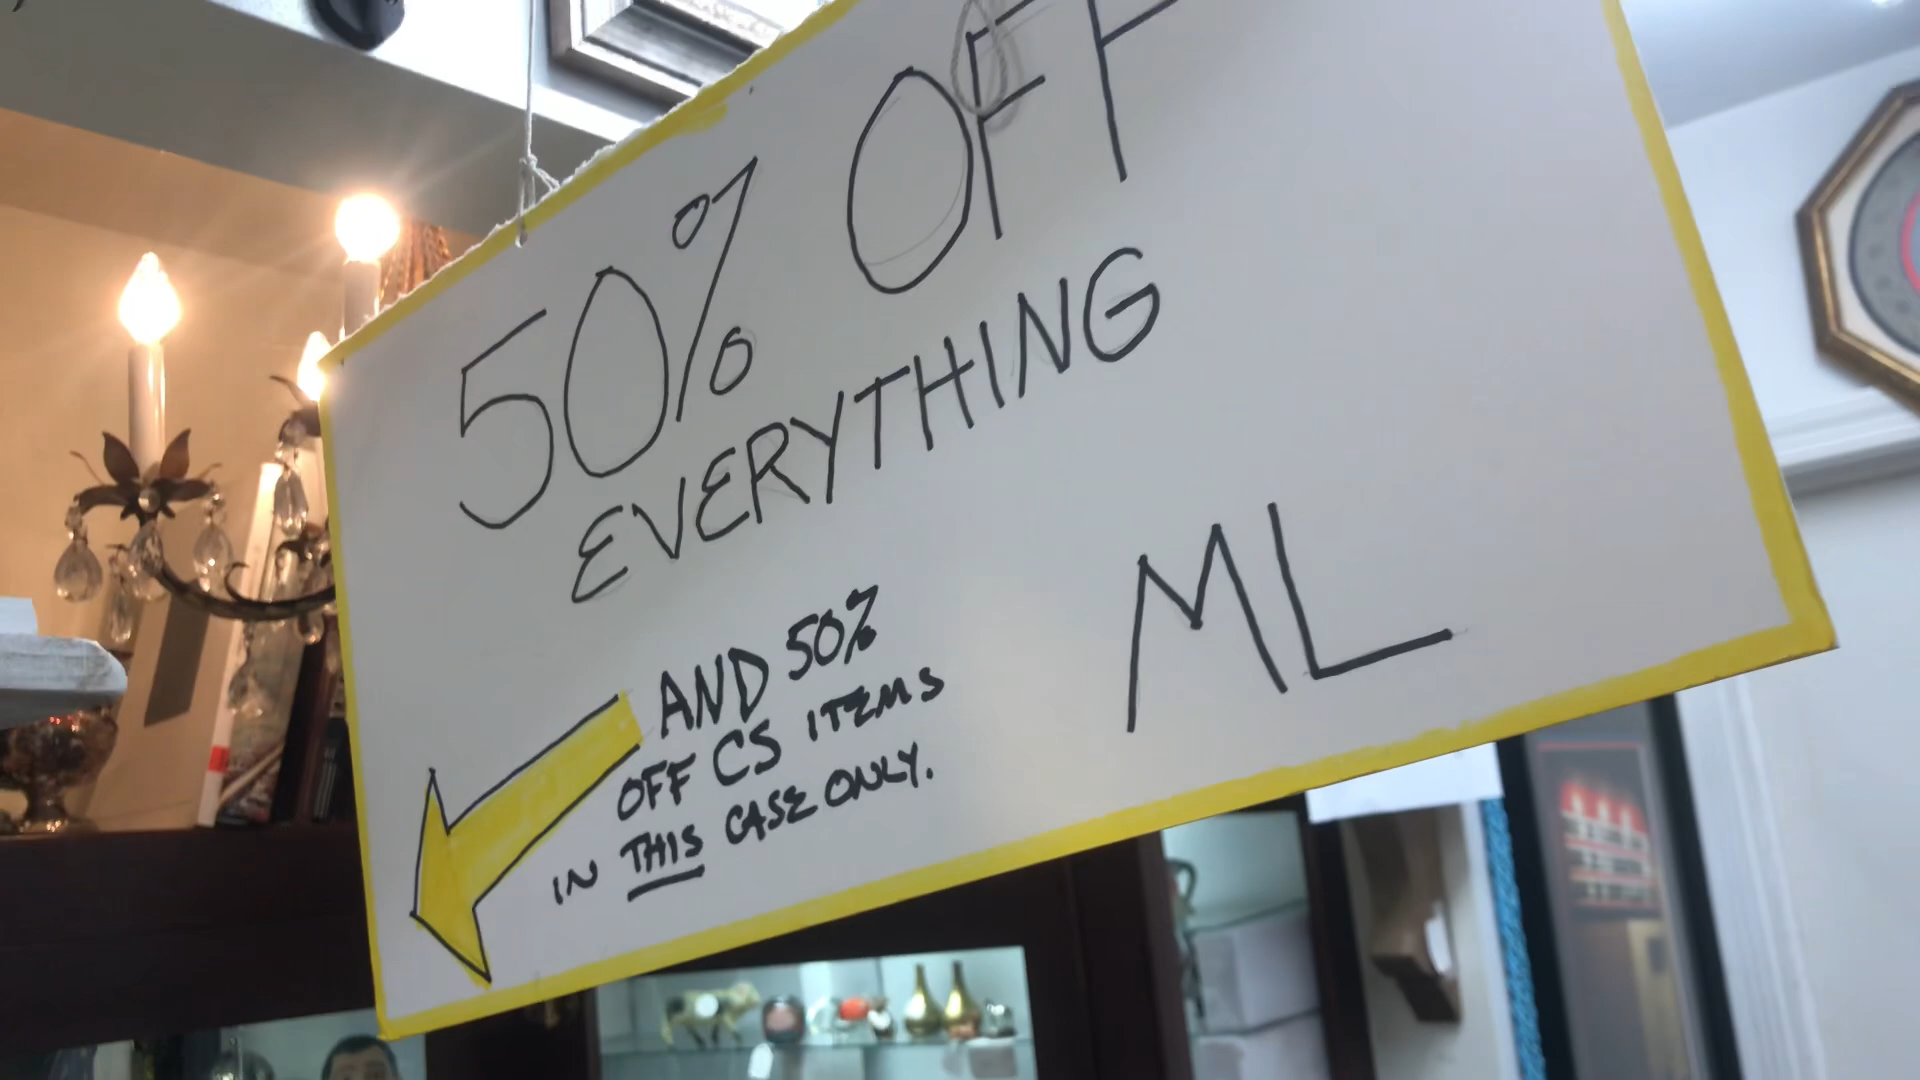 50% OFF
EVERYTHING
ML
AND 50%
OFF CS ITEMS
IN THIS CASE ONLY.